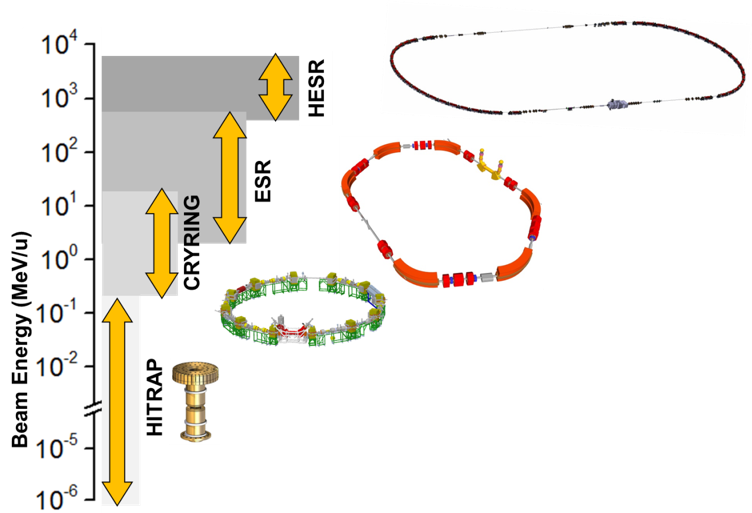 Beam Energy (MeV/u)
10⁴
10³
10²
10¹
10⁰
10⁻¹
10⁻²
10⁻⁵
10⁻⁶
HITRAP
CRYRING
ESR
HESR